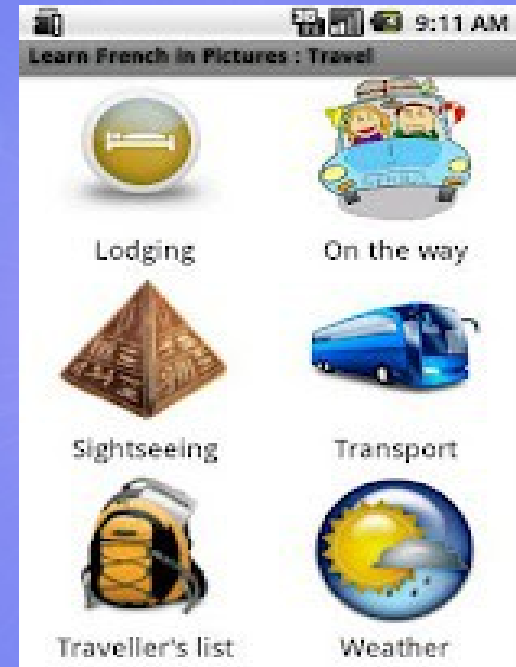 9:11 AM
Learn French in Pictures : Travel
Lodging
On the way
Sightseeing
Transport
Traveller's list
Weather